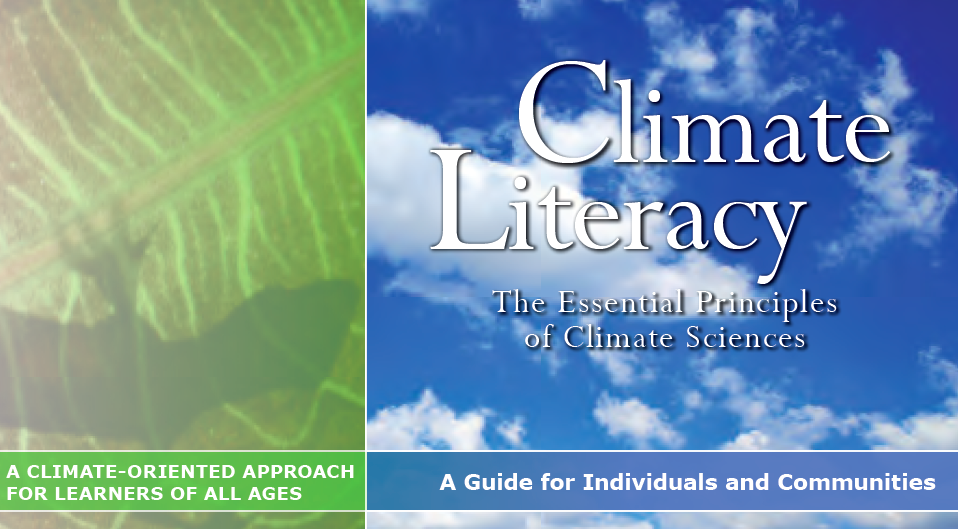 Climate
Literacy
The Essential Principles
of Climate Sciences
A CLIMATE-ORIENTED APPROACH
FOR LEARNERS OF ALL AGES
A Guide for Individuals and Communities